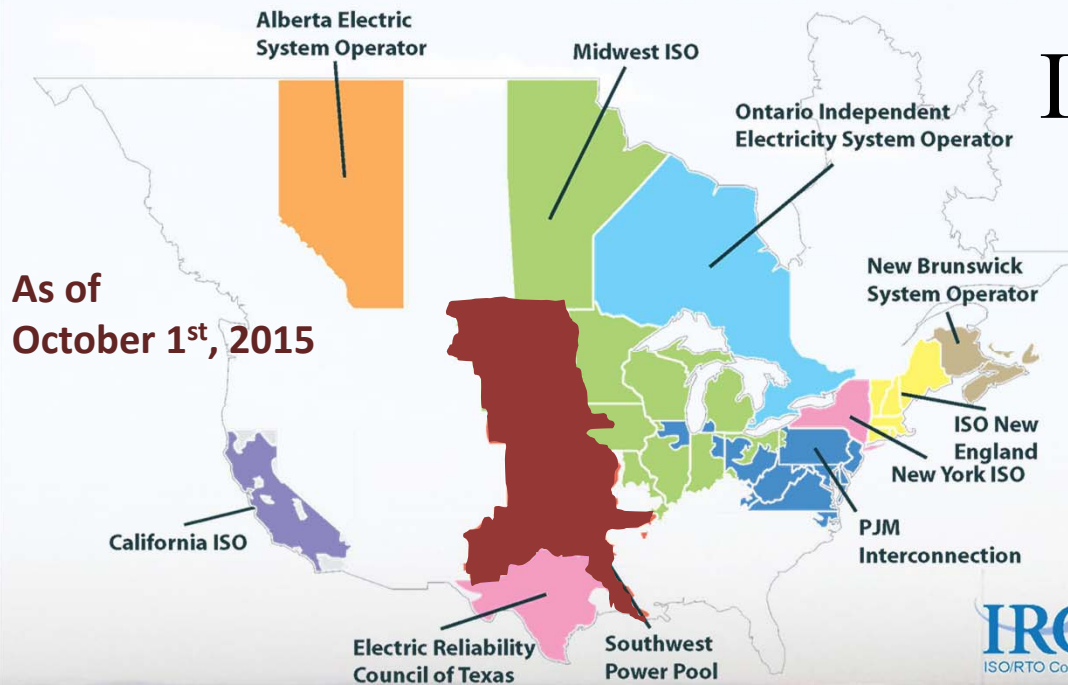 Alberta Electric
System Operator
Midwest ISO
Ontario Independent
Electricity System Operator
As of
October 1st, 2015
New Brunswick
System Operator
ISO New
England
New York ISO
PJM
Interconnection
California ISO
Electric Reliability
Council of Texas
Southwest
Power Pool
ISO/RTO